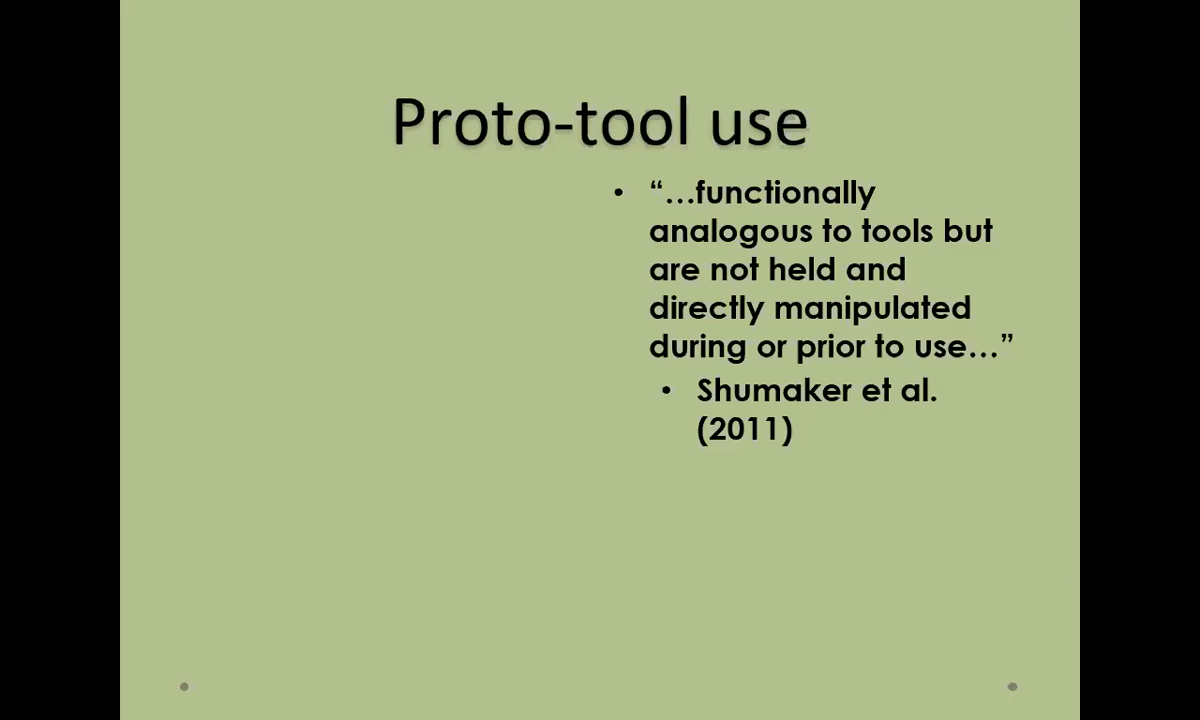 Proto-tool use
• “…functionally
analogous to tools but
are not held and
directly manipulated
during or prior to use…”
• Shumaker et al.
(2011)